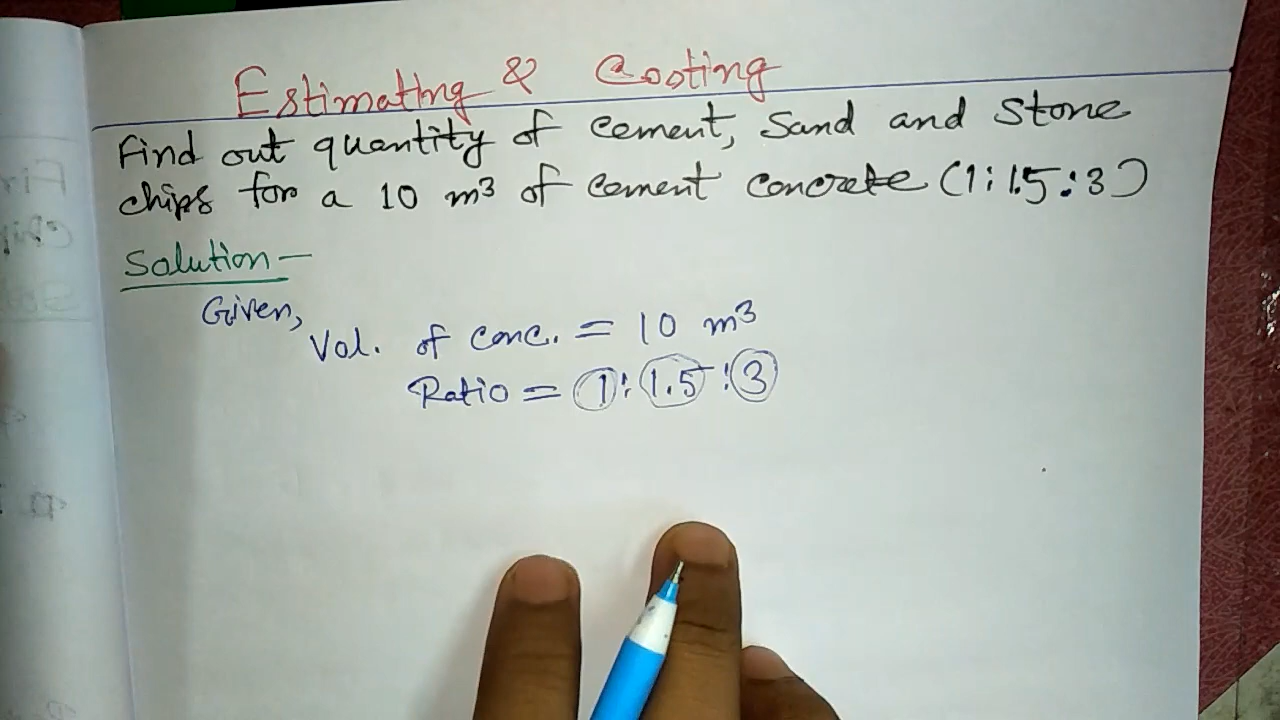 Estimating & Costing
Find out quantity of cement, Sand and Stone
chips for a 10 m³ of cement concrete (1:1.5:3)
Solution —
Given,
Vol. of conc. = 10 m³
Ratio = 1:1.5:3